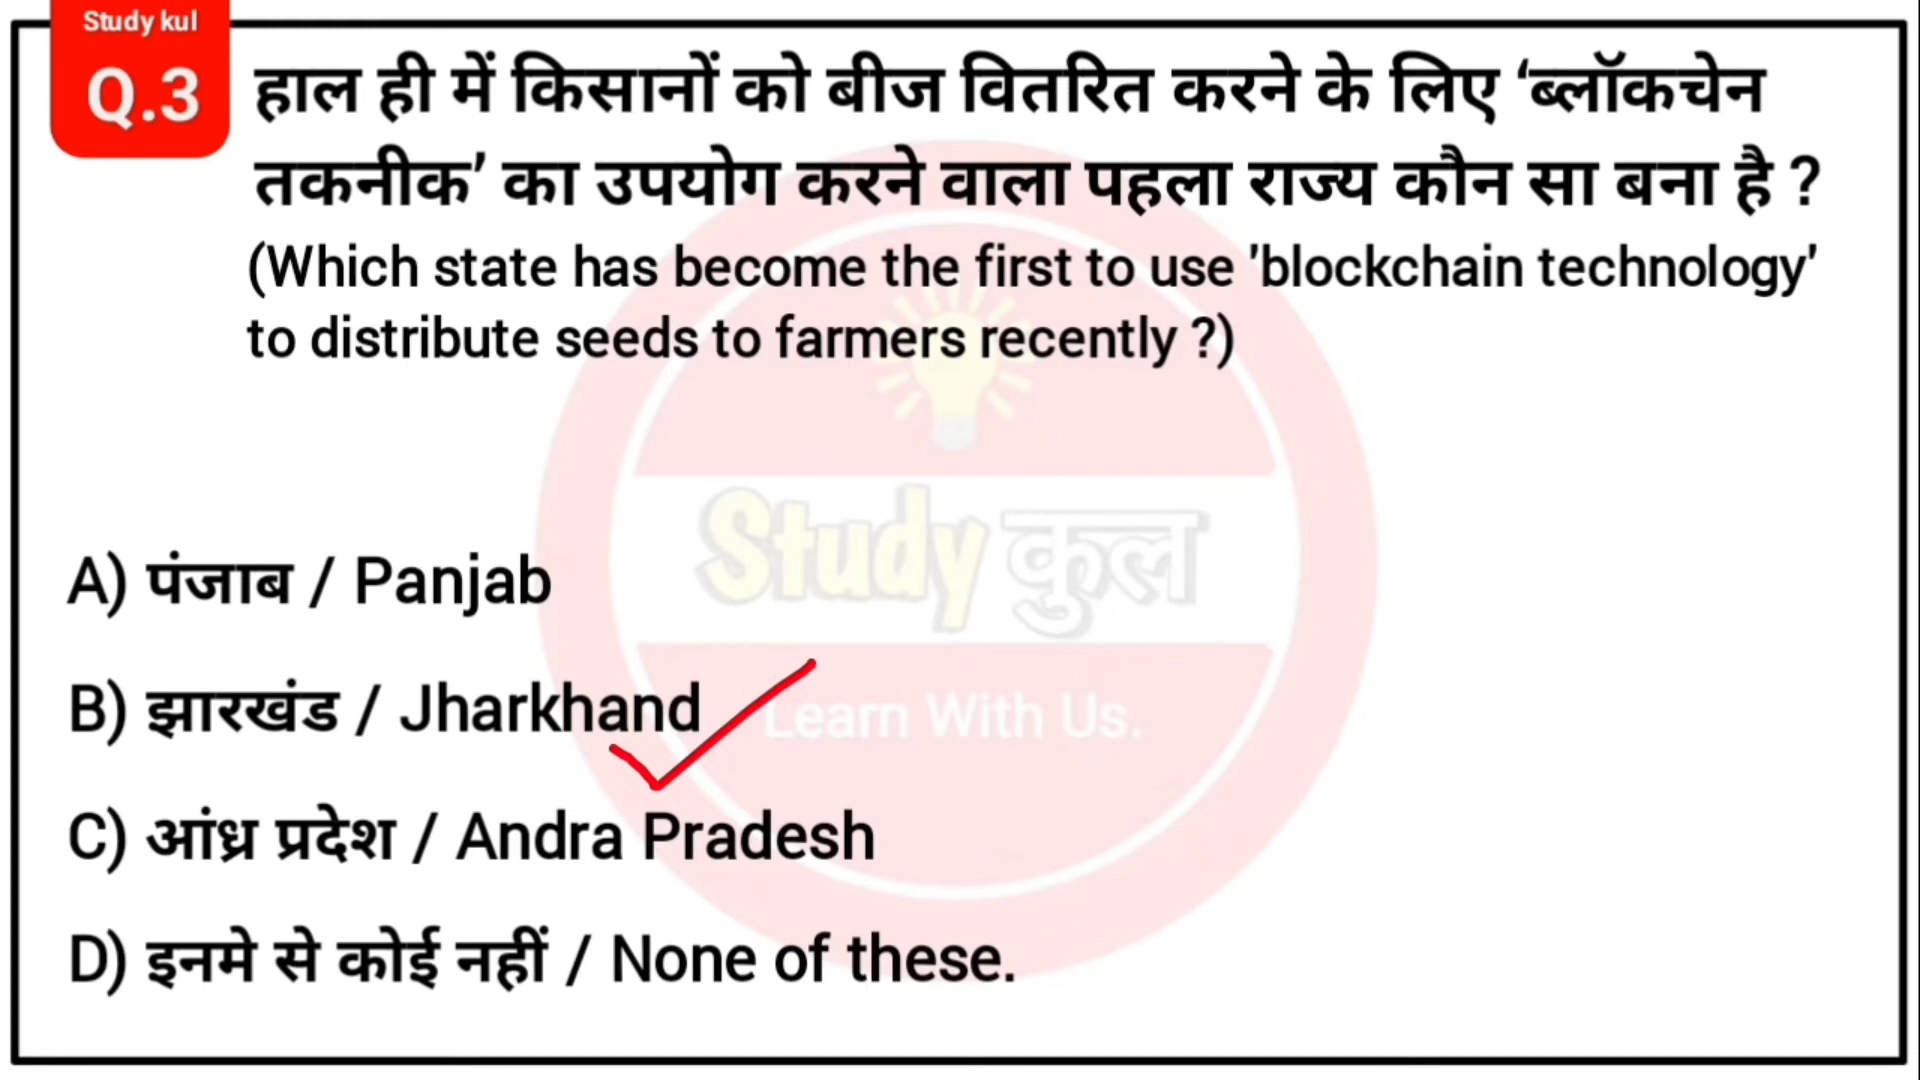 Study kul
Q.3
हाल ही में किसानों को बीज वितरित करने के लिए ‘ब्लॉकचेन
तकनीक’ का उपयोग करने वाला पहला राज्य कौन सा बना है ?
(Which state has become the first to use 'blockchain technology'
to distribute seeds to farmers recently ?)
Study कुल
A) पंजाब / Panjab
B) झारखंड / Jharkhand
Learn With Us.
C) आंध्र प्रदेश / Andra Pradesh
D) इनमे से कोई नहीं / None of these.